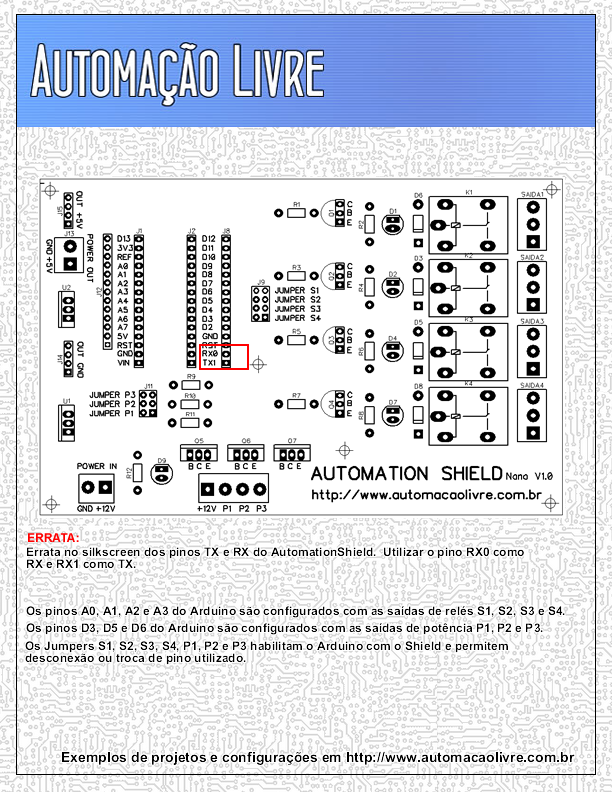 AUTOMAÇÃO LIVRE
J15
OUT +5V
J13
GND +5V
POWER OUT
U2
J14
OUT GND
U1
J12
J1
D13
3V3
REF
A0
A1
A2
A2
A4
A5
A6
A7
5V
RST
GND
VIN
J2
J8
D12
D11
D10
D9
D8
D7
D6
D5
D4
D3
D2
GND
RST
RX0
TX1
J9
JUMPER S1
JUMPER S2
JUMPER S3
JUMPER S4
J11
JUMPER P3
JUMPER P2
JUMPER P1
R9
R10
R11
R1 Q1 C B E R2 D1 D6 K1 SAIDA1
R3 Q2 C B E R4 D2 D3 K2 SAIDA2
R5 Q3 C B E R6 D4 D5 K3 SAIDA3
R7 Q4 C B E R8 D7 D8 K4 SAIDA4
Q5 Q6 Q7
B C E B C E B C E
POWER IN
GND +12V
R12
D9
+12V P1 P2 P3
AUTOMATION SHIELD Nano V1.0
http://www.automacaolivre.com.br
ERRATA:
Errata no silkscreen dos pinos TX e RX do AutomationShield. Utilizar o pino RX0 como
RX e RX1 como TX.
Os pinos A0, A1, A2 e A3 do Arduino são configurados com as saídas de relés S1, S2, S3 e S4.
Os pinos D3, D5 e D6 do Arduino são configurados com as saídas de potência P1, P2 e P3.
Os Jumpers S1, S2, S3, S4, P1, P2 e P3 habilitam o Arduino com o Shield e permitem
desconexão ou troca de pino utilizado.
Exemplos de projetos e configurações em http://www.automacaolivre.com.br